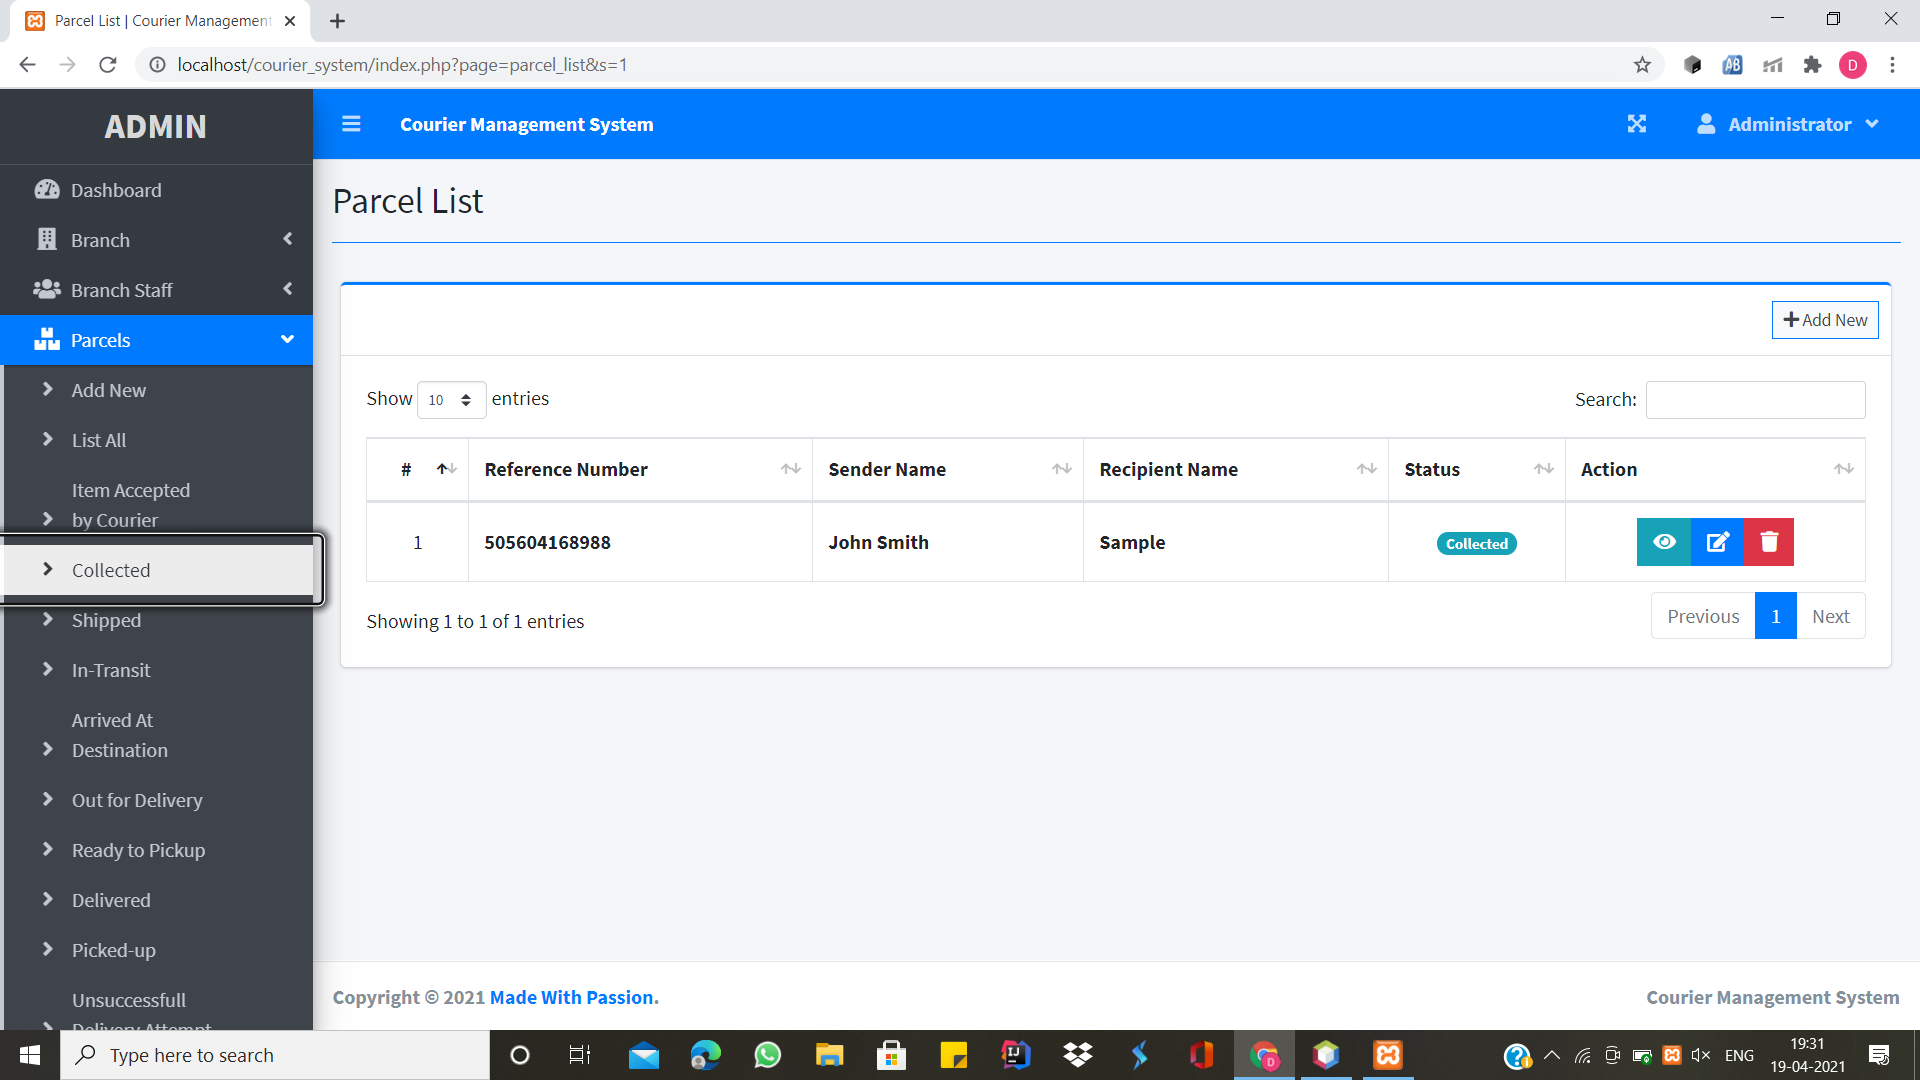 Parcel List | Courier Management
localhost/courier_system/index.php?page=parcel_list&s=1
AB
D
ADMIN
Courier Management System
Administrator
Dashboard
Branch
Branch Staff
Parcels
Add New
List All
Item Accepted
by Courier
Collected
Shipped
In-Transit
Arrived At
Destination
Out for Delivery
Ready to Pickup
Delivered
Picked-up
Unsuccessfull
Delivery Attempt
Parcel List
Add New
Show 10 entries
Search:
# Reference Number Sender Name Recipient Name Status Action
1 505604168988 John Smith Sample Collected
Showing 1 to 1 of 1 entries
Previous 1 Next
Copyright © 2021 Made With Passion.
Courier Management System
Type here to search
ENG
19:31
19-04-2021